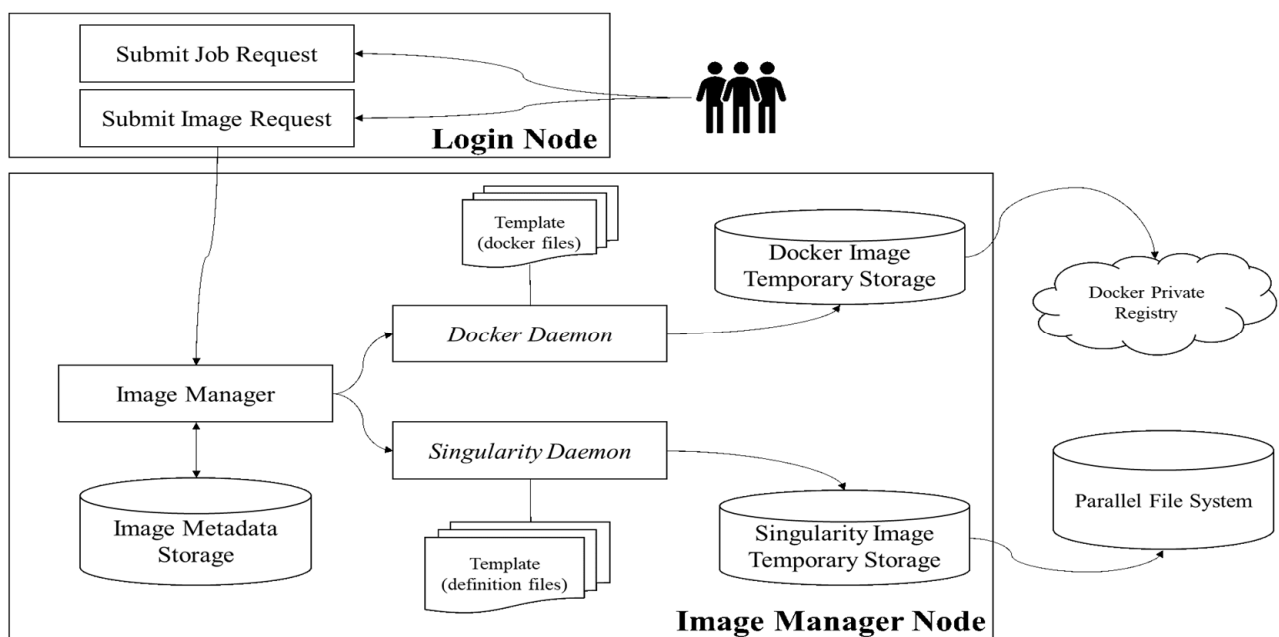 Submit Job Request
Submit Image Request
Login Node
Template
(docker files)
Docker Image
Temporary Storage
Docker Private
Registry
Docker Daemon
Image Manager
Singularity Daemon
Parallel File System
Image Metadata
Storage
Singularity Image
Temporary Storage
Template
(definition files)
Image Manager Node